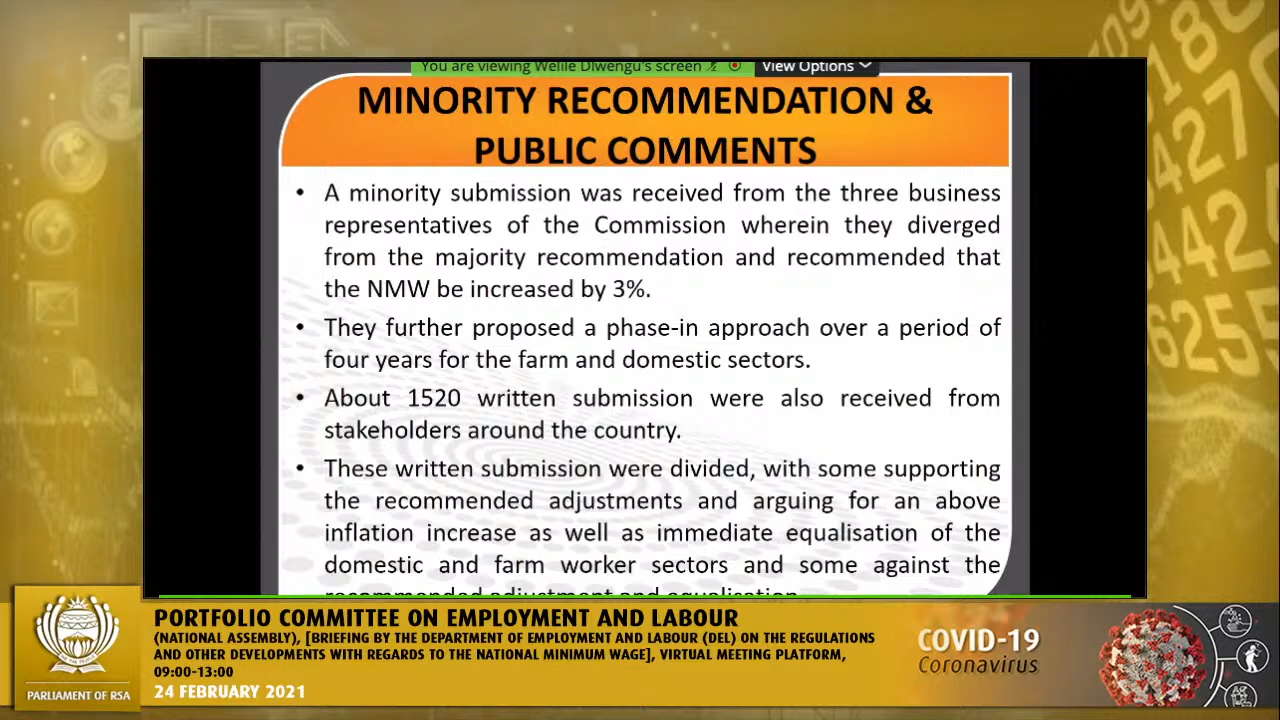 You are viewing Wellie Dlwengu's screen
View Options
MINORITY RECOMMENDATION &
PUBLIC COMMENTS
• A minority submission was received from the three business
representatives of the Commission wherein they diverged
from the majority recommendation and recommended that
the NMW be increased by 3%.
• They further proposed a phase-in approach over a period of
four years for the farm and domestic sectors.
• About 1520 written submission were also received from
stakeholders around the country.
• These written submission were divided, with some supporting
the recommended adjustments and arguing for an above
inflation increase as well as immediate equalisation of the
domestic and farm worker sectors and some against the
recommended adjustment and equalisation
PARLIAMENT OF RSA
PORTFOLIO COMMITTEE ON EMPLOYMENT AND LABOUR
(NATIONAL ASSEMBLY), [BRIEFING BY THE DEPARTMENT OF EMPLOYMENT AND LABOUR (DEL) ON THE REGULATIONS
AND OTHER DEVELOPMENTS WITH REGARDS TO THE NATIONAL MINIMUM WAGE], VIRTUAL MEETING PLATFORM,
09:00-13:00
24 FEBRUARY 2021
COVID-19
Coronavirus